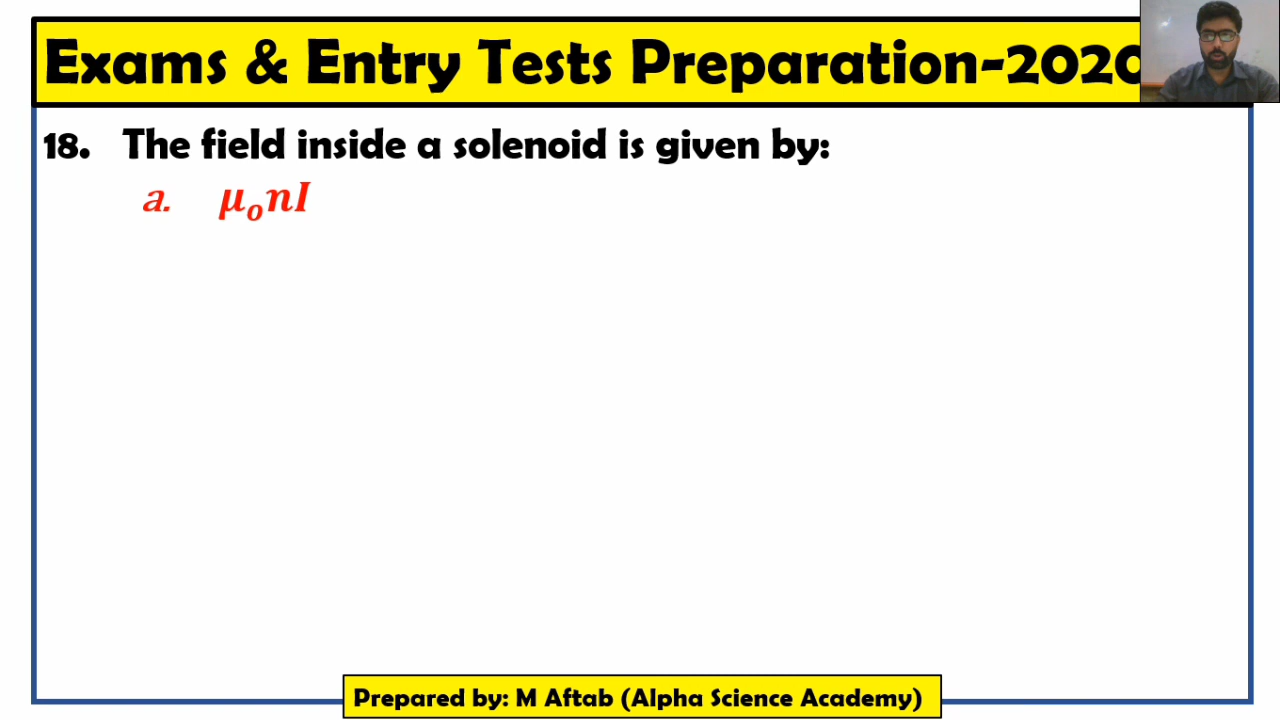 Exams & Entry Tests Preparation-2020
18. The field inside a solenoid is given by:
a. μₒnI
Prepared by: M Aftab (Alpha Science Academy)